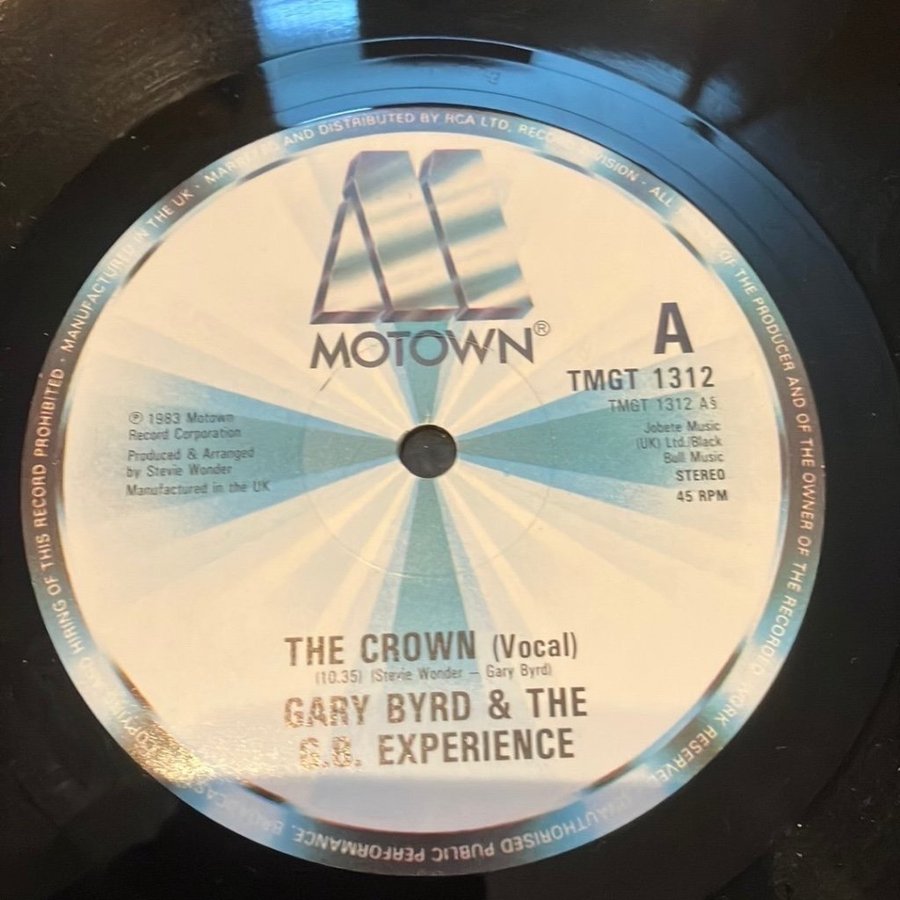 MANUFACTURED IN THE UK · MARKETED AND DISTRIBUTED BY RCA LTD, RECORD DIVISION · ALL OF THE PRODUCER AND OF THE OWNER OF THE RECORDED WORK RESERVED UNAUTHORISED PUBLIC PERFORMANCE, BROADCAS COPYING AND HIRING OF THIS RECORD PROHIBITED ·
MOTOWN®
A
TMGT 1312
TMGT 1312 A§
℗ 1983 Motown
Record Corporation
Produced & Arranged
by Stevie Wonder
Manufactured in the UK
Jobete Music
(UK) Ltd./Black
Bull Music
STEREO
45 RPM
THE CROWN (Vocal)
(10.35) (Stevie Wonder – Gary Byrd)
GARY BYRD & THE
G.B. EXPERIENCE